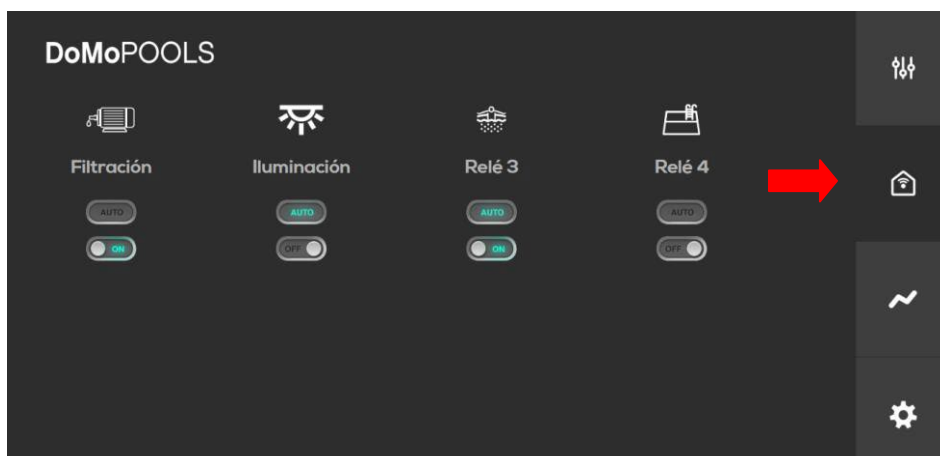 DoMoPOOLS
Filtración Iluminación Relé 3 Relé 4
AUTO AUTO AUTO AUTO
ON OFF ON OFF